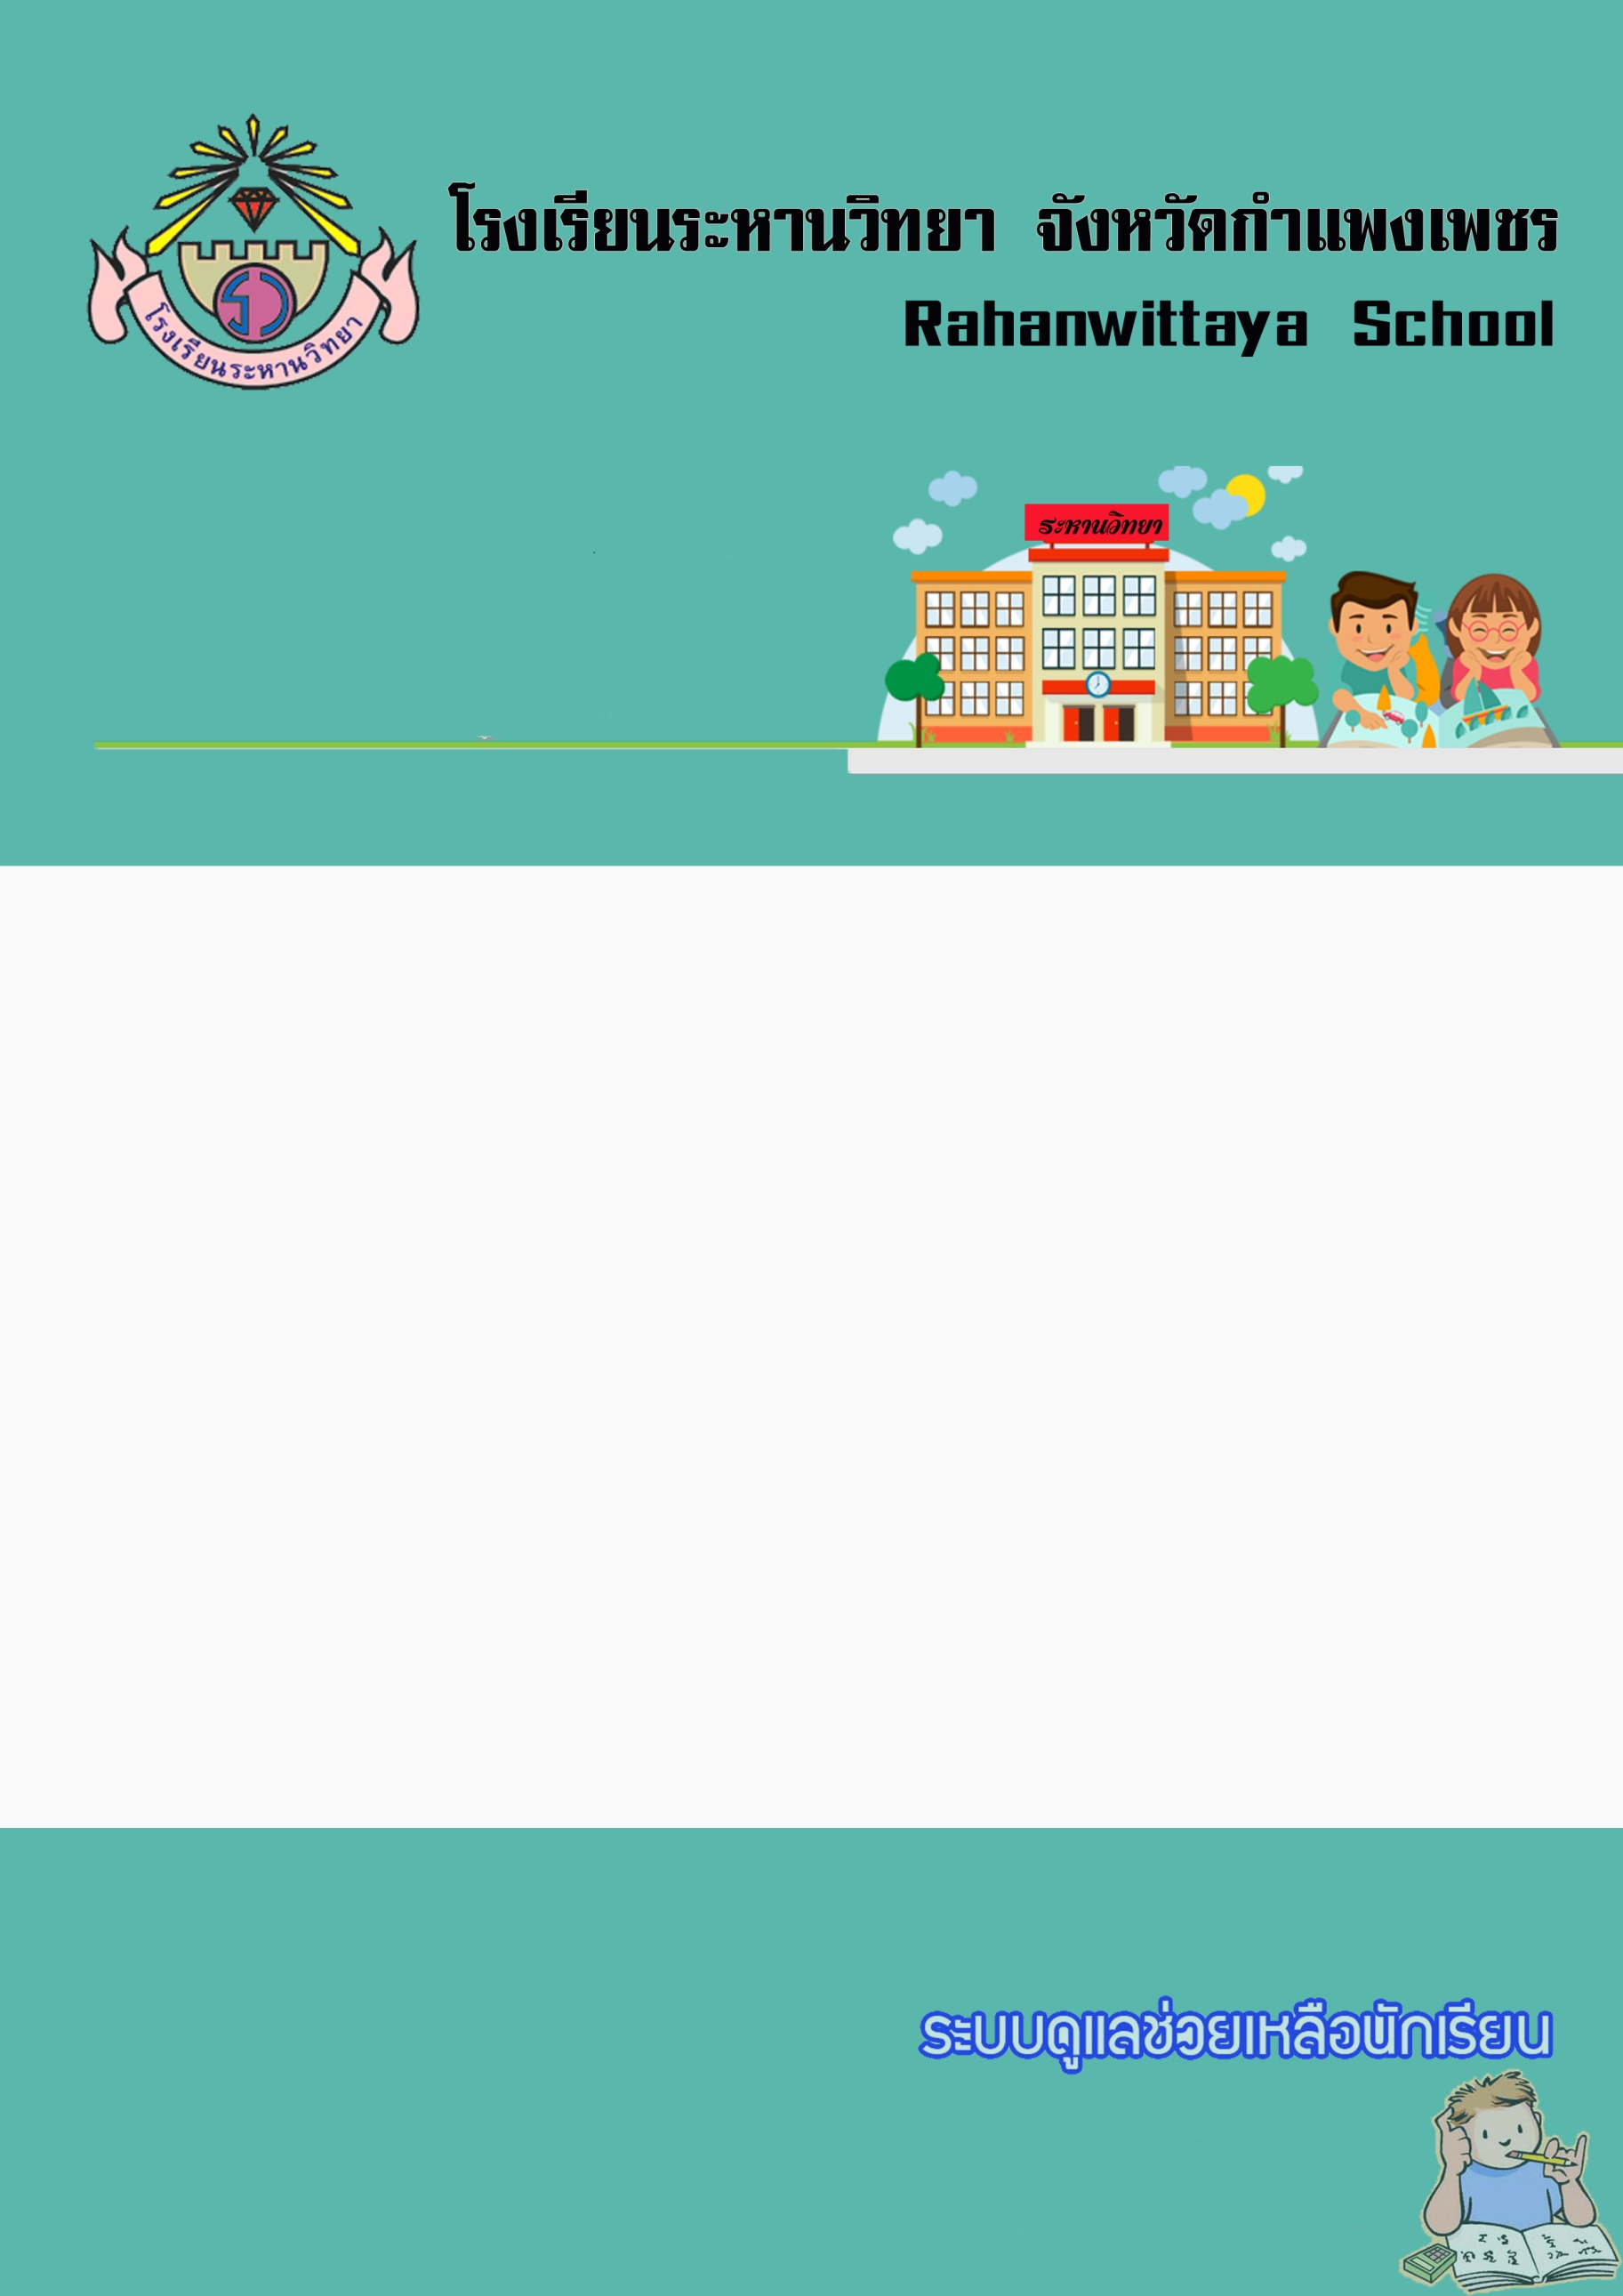 โรงเรียนระหานวิทยา จังหวัดกำแพงเพชร
Rahanwittaya School
โรงเรียนระหานวิทยา
ระหานวิทยา
ระบบดูแลช่วยเหลือนักเรียน